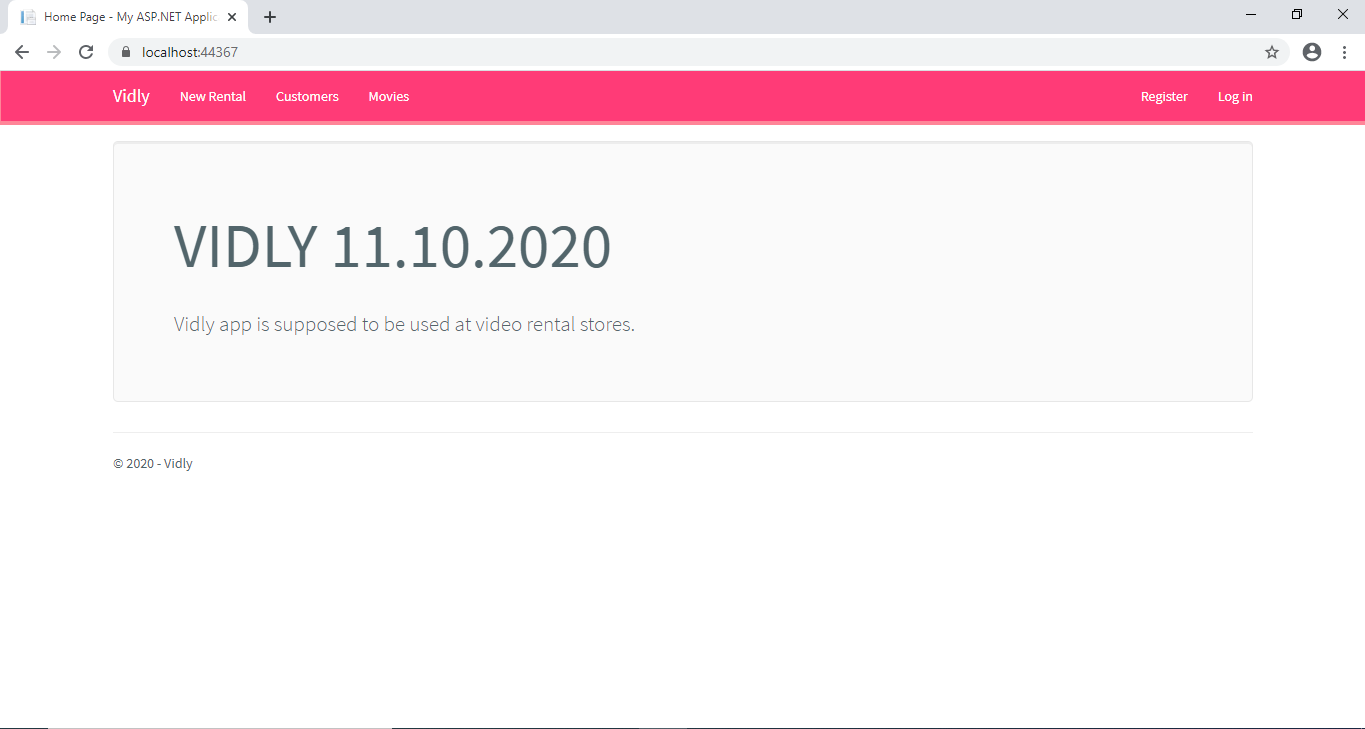 Home Page - My ASP.NET Applic
localhost:44367
Vidly New Rental Customers Movies Register Log in
VIDLY 11.10.2020
Vidly app is supposed to be used at video rental stores.
© 2020 - Vidly